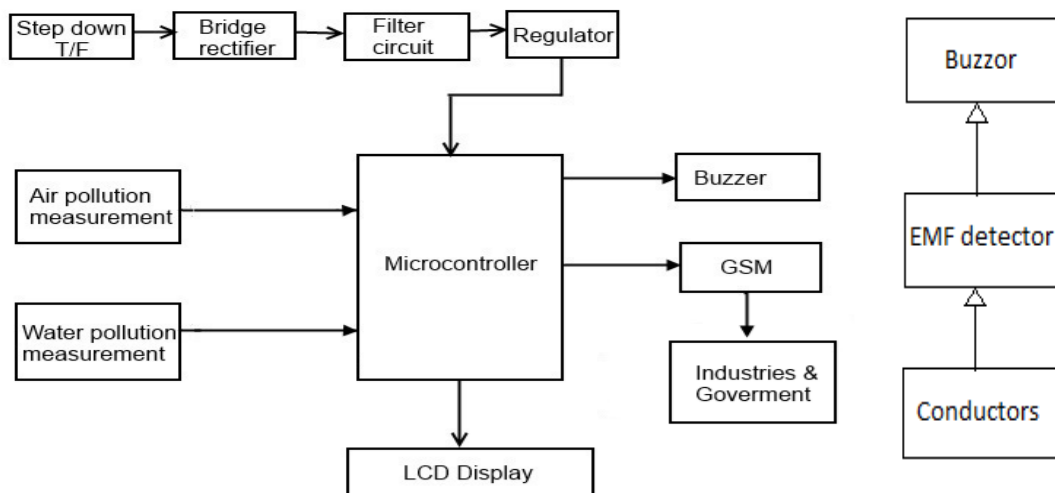 Step down
T/F
Bridge
rectifier
Filter
circuit
Regulator
Buzzor
Air pollution
measurement
Microcontroller
Buzzer
EMF detector
GSM
Water pollution
measurement
Industries &
Goverment
Conductors
LCD Display